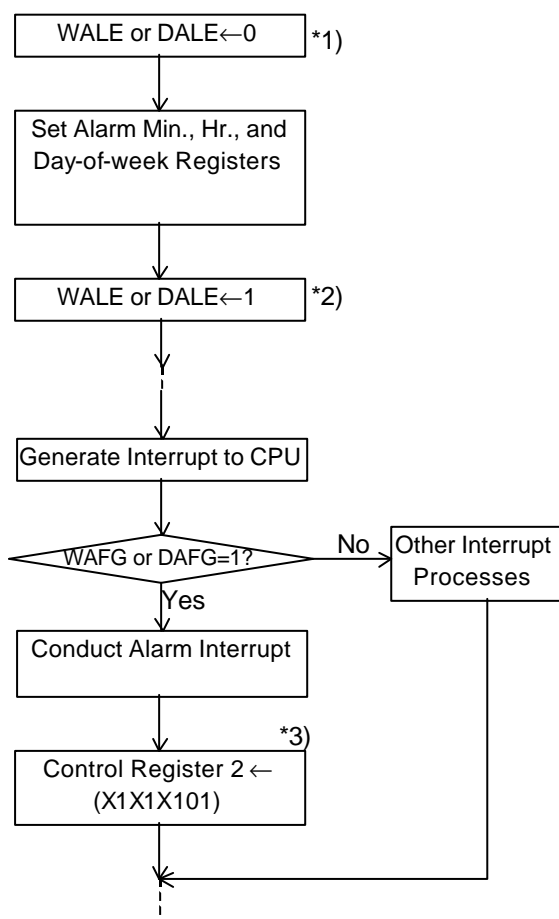 WALE or DALE←0
*1)
Set Alarm Min., Hr., and
Day-of-week Registers
WALE or DALE←1
*2)
Generate Interrupt to CPU
WAFG or DAFG=1?
No
Other Interrupt
Processes
Yes
Conduct Alarm Interrupt
*3)
Control Register 2 ←
(X1X1X101)